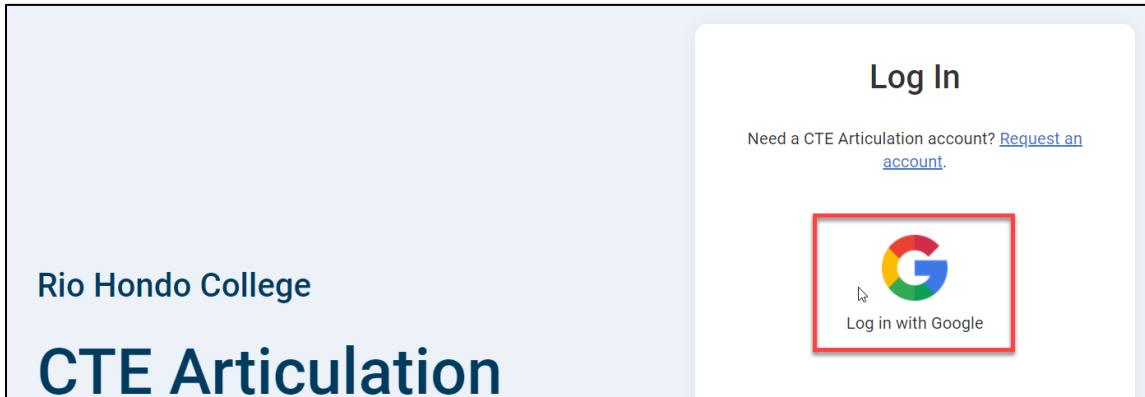 Log In
Need a CTE Articulation account? Request an
account.
Log in with Google
Rio Hondo College
CTE Articulation